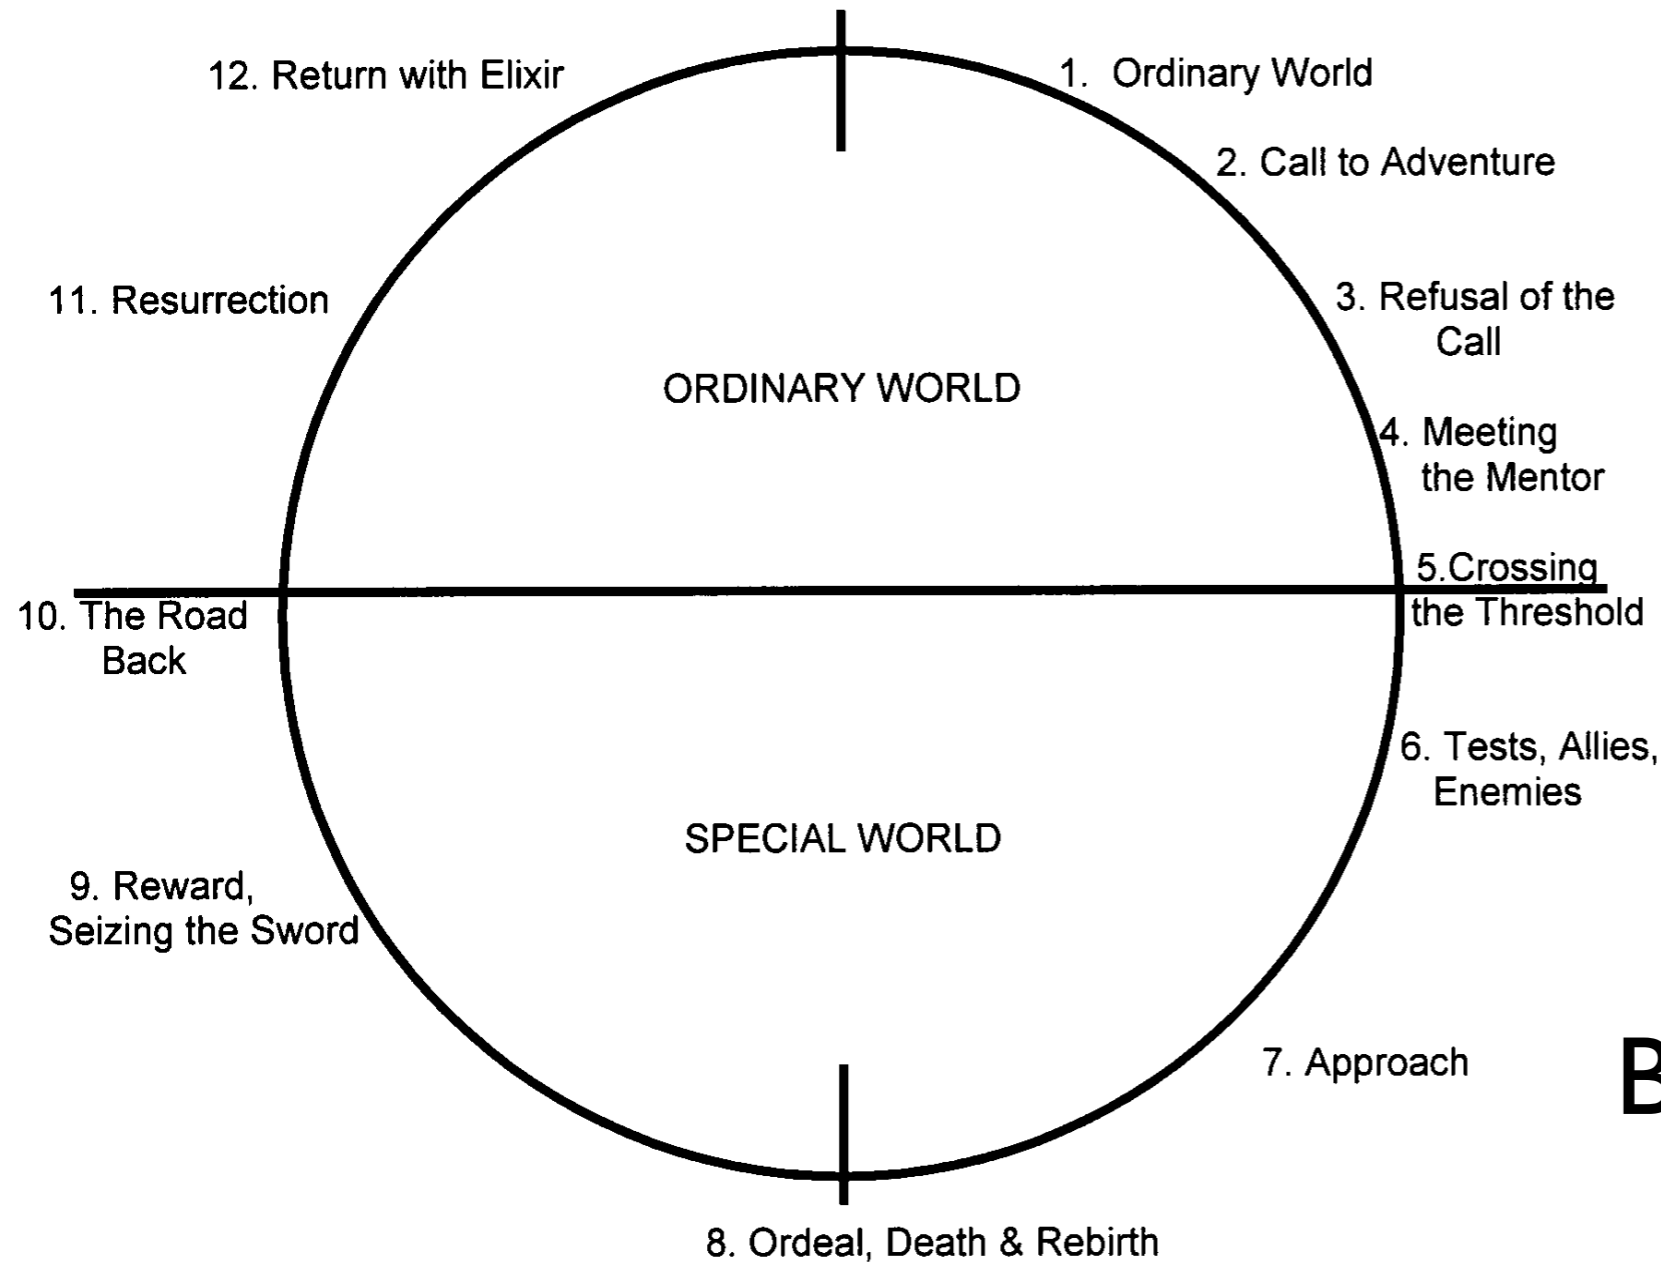 12. Return with Elixir
1. Ordinary World
2. Call to Adventure
11. Resurrection
3. Refusal of the
Call
ORDINARY WORLD
4. Meeting
the Mentor
5.Crossing
the Threshold
10. The Road
Back
6. Tests, Allies,
Enemies
SPECIAL WORLD
9. Reward,
Seizing the Sword
7. Approach
B
8. Ordeal, Death & Rebirth